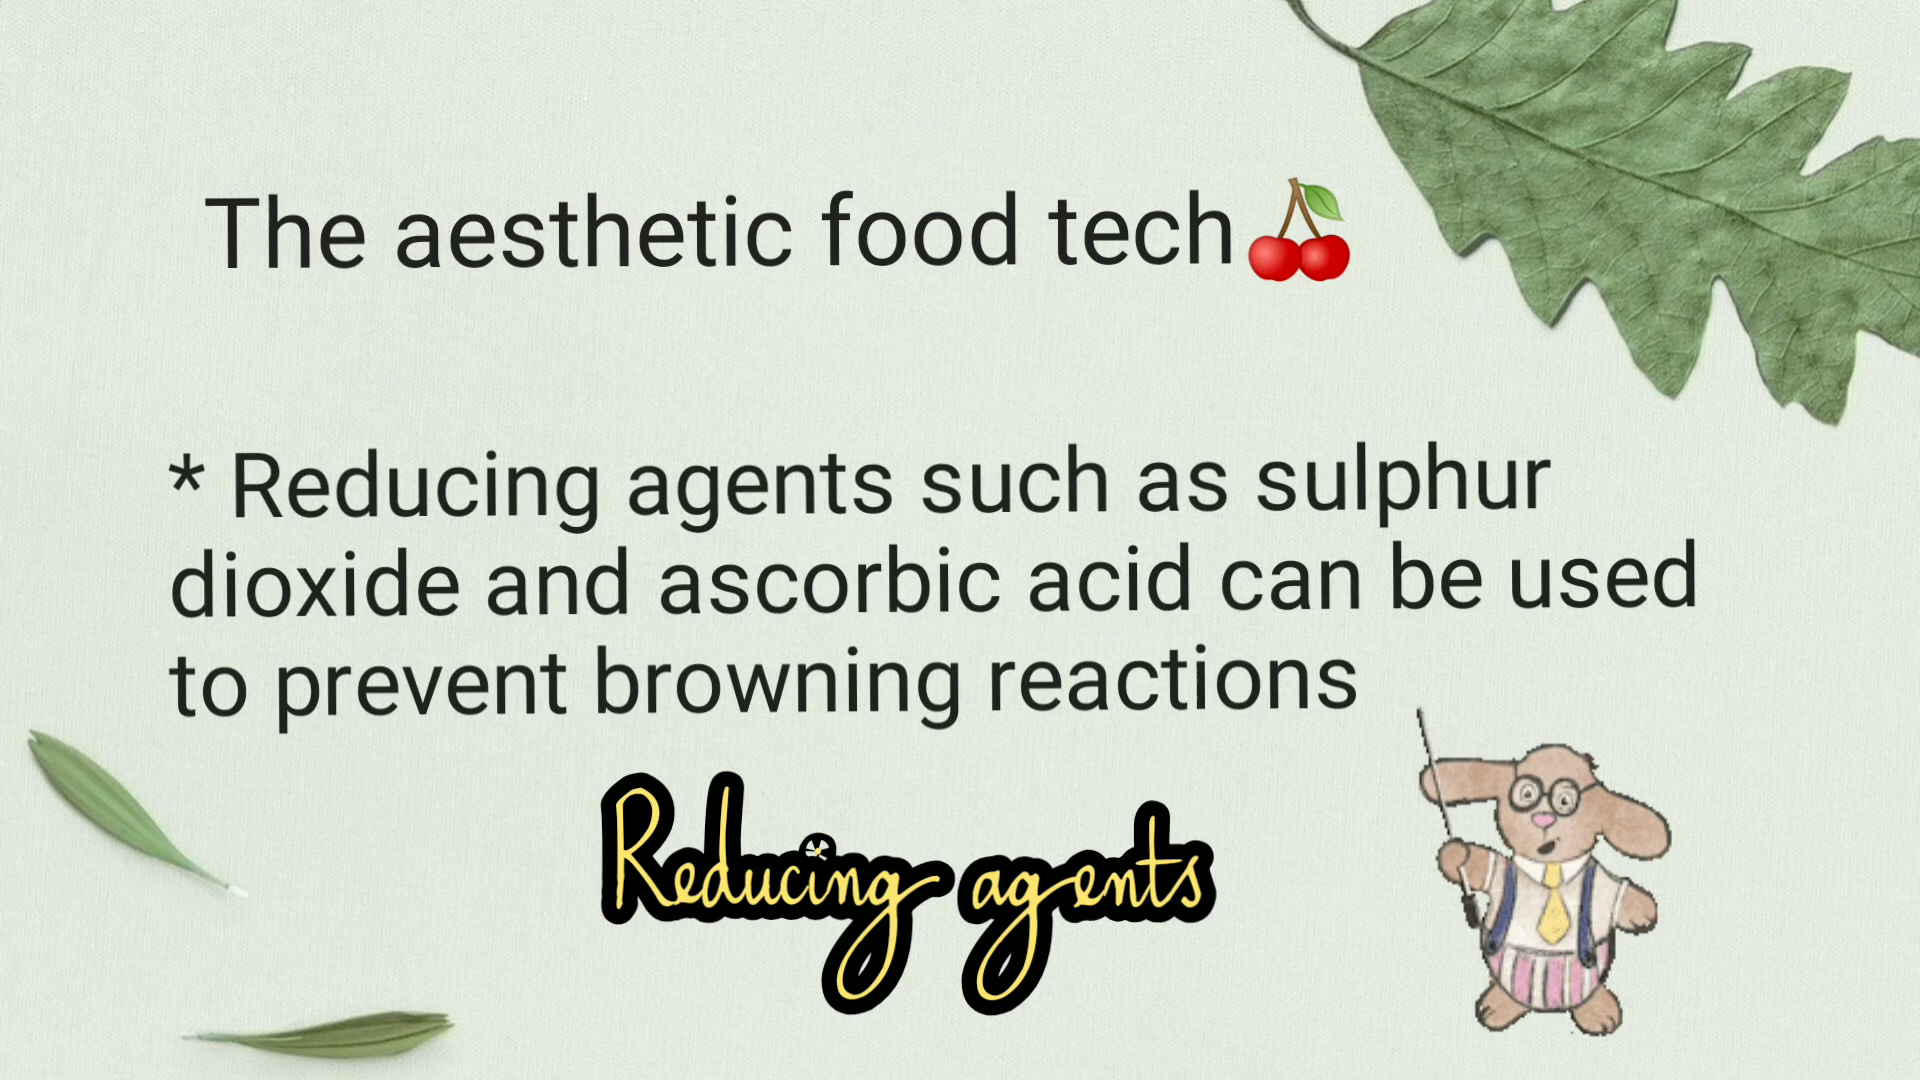 The aesthetic food tech🍒
* Reducing agents such as sulphur
dioxide and ascorbic acid can be used
to prevent browning reactions
Reducing agents